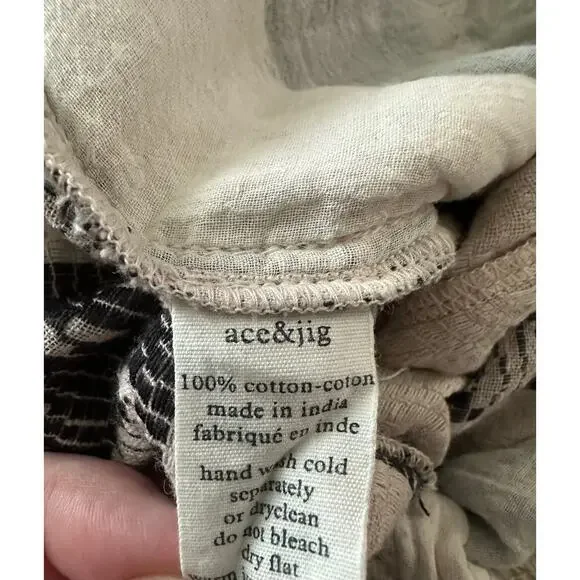 ace&jig
100% cotton-coton
made in india
fabriqué en inde
hand wash cold
separately
or dryclean
do not bleach
dry flat
warm